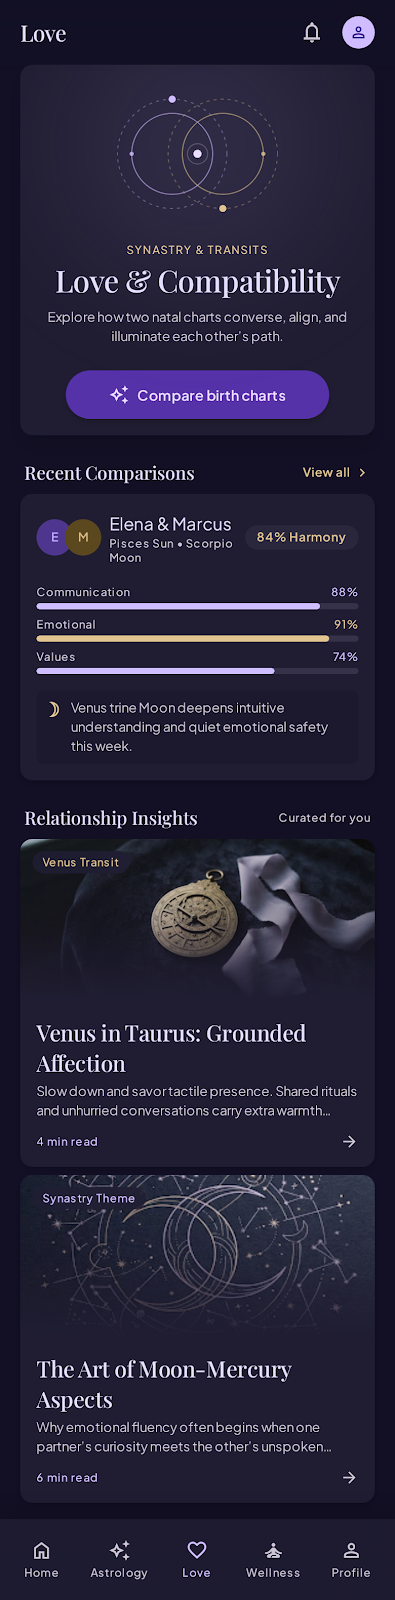 Love
SYNASTRY & TRANSITS
Love & Compatibility
Explore how two natal charts converse, align, and
illuminate each other's path.
Compare birth charts
Recent Comparisons
View all
E
M
Elena & Marcus
Pisces Sun • Scorpio
Moon
84% Harmony
Communication
88%
Emotional
91%
Values
74%
Venus trine Moon deepens intuitive
understanding and quiet emotional safety
this week.
Relationship Insights
Curated for you
Venus Transit
Venus in Taurus: Grounded
Affection
Slow down and savor tactile presence. Shared rituals
and unhurried conversations carry extra warmth...
4 min read
Synastry Theme
The Art of Moon-Mercury
Aspects
Why emotional fluency often begins when one
partner's curiosity meets the other's unspoken...
6 min read
Home
Astrology
Love
Wellness
Profile